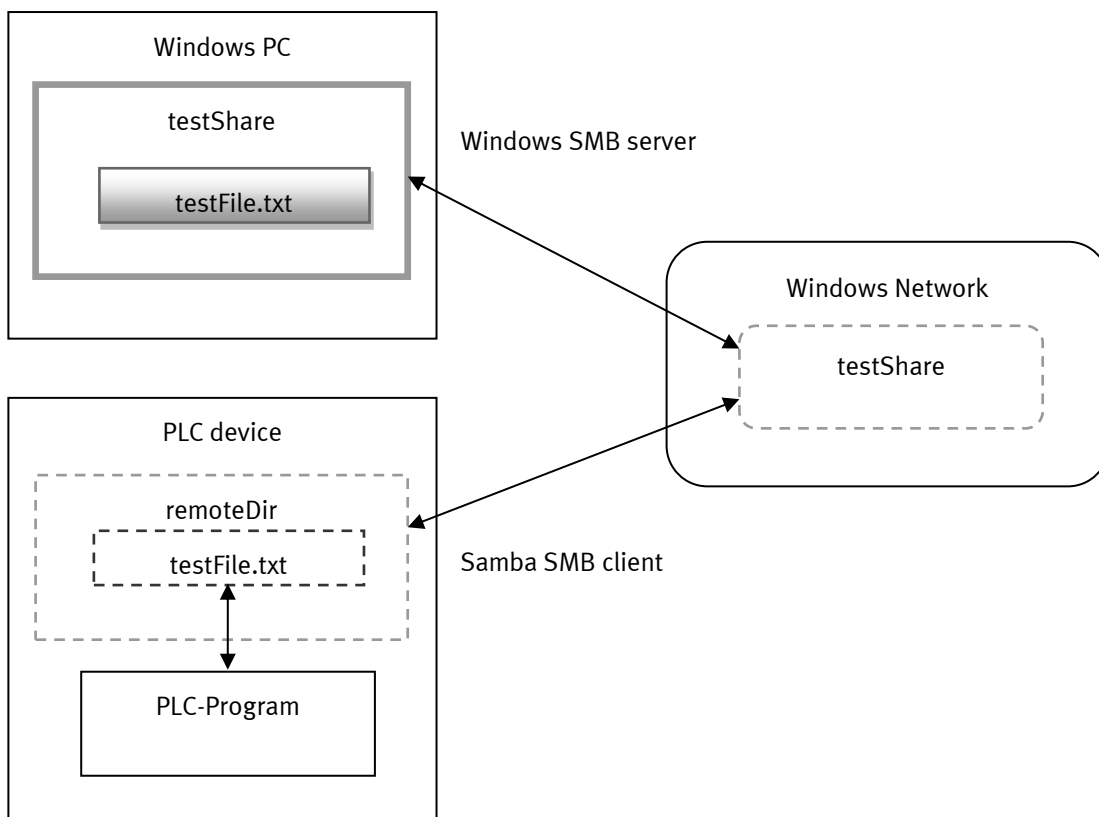 Windows PC
testShare
testFile.txt
Windows SMB server
Windows Network
testShare
PLC device
remoteDir
testFile.txt
Samba SMB client
PLC-Program